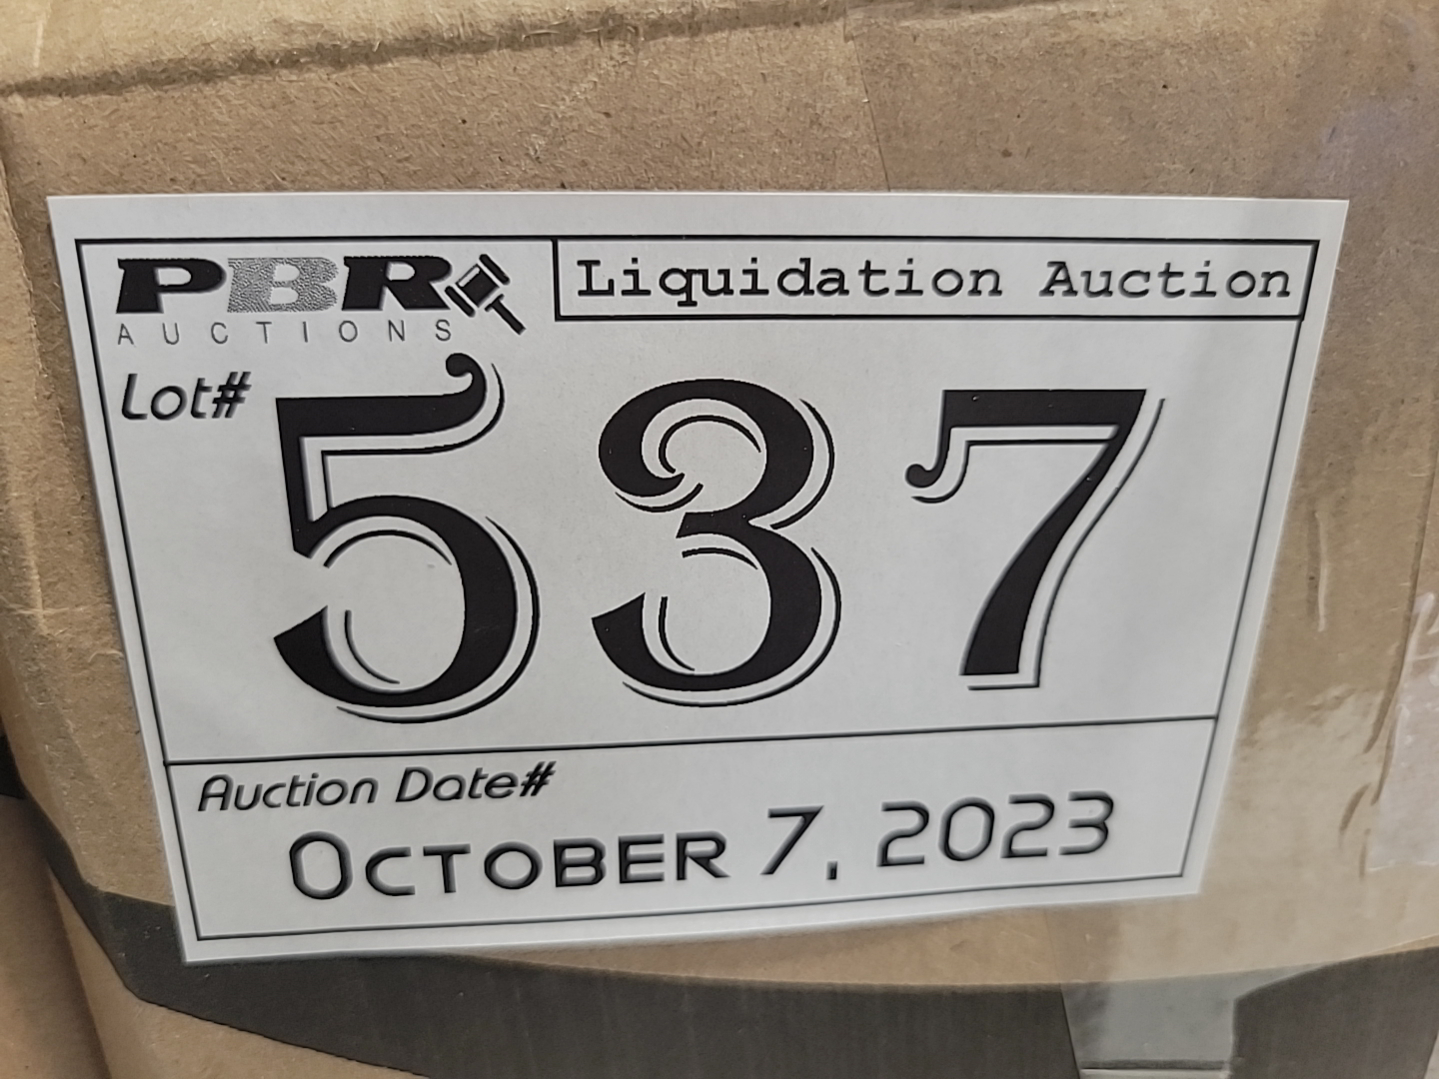 PBR
AUCTIONS
Liquidation Auction
Lot#
537
Auction Date#
October 7, 2023